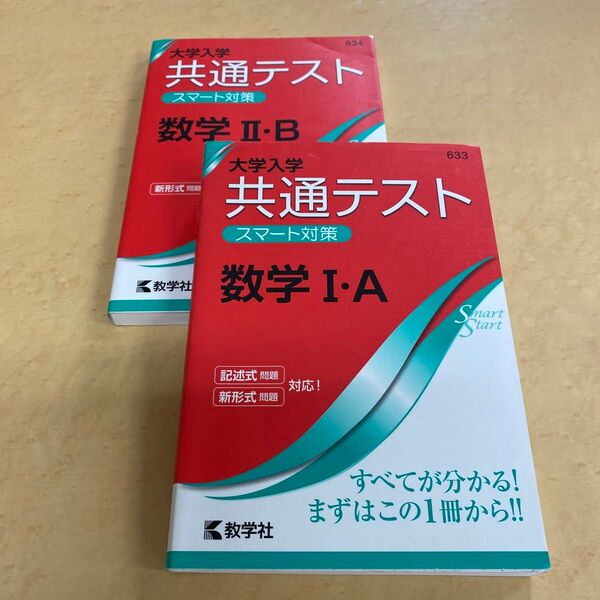 634
大学入学
共通テスト
スマート対策
数学 Ⅱ・B
新形式 問題
教学社
633
大学入学
共通テスト
スマート対策
数学 Ⅰ・A
Smart
Start
記述式 問題
新形式 問題
対応!
すべてが分かる!
まずはこの1冊から!!
教学社